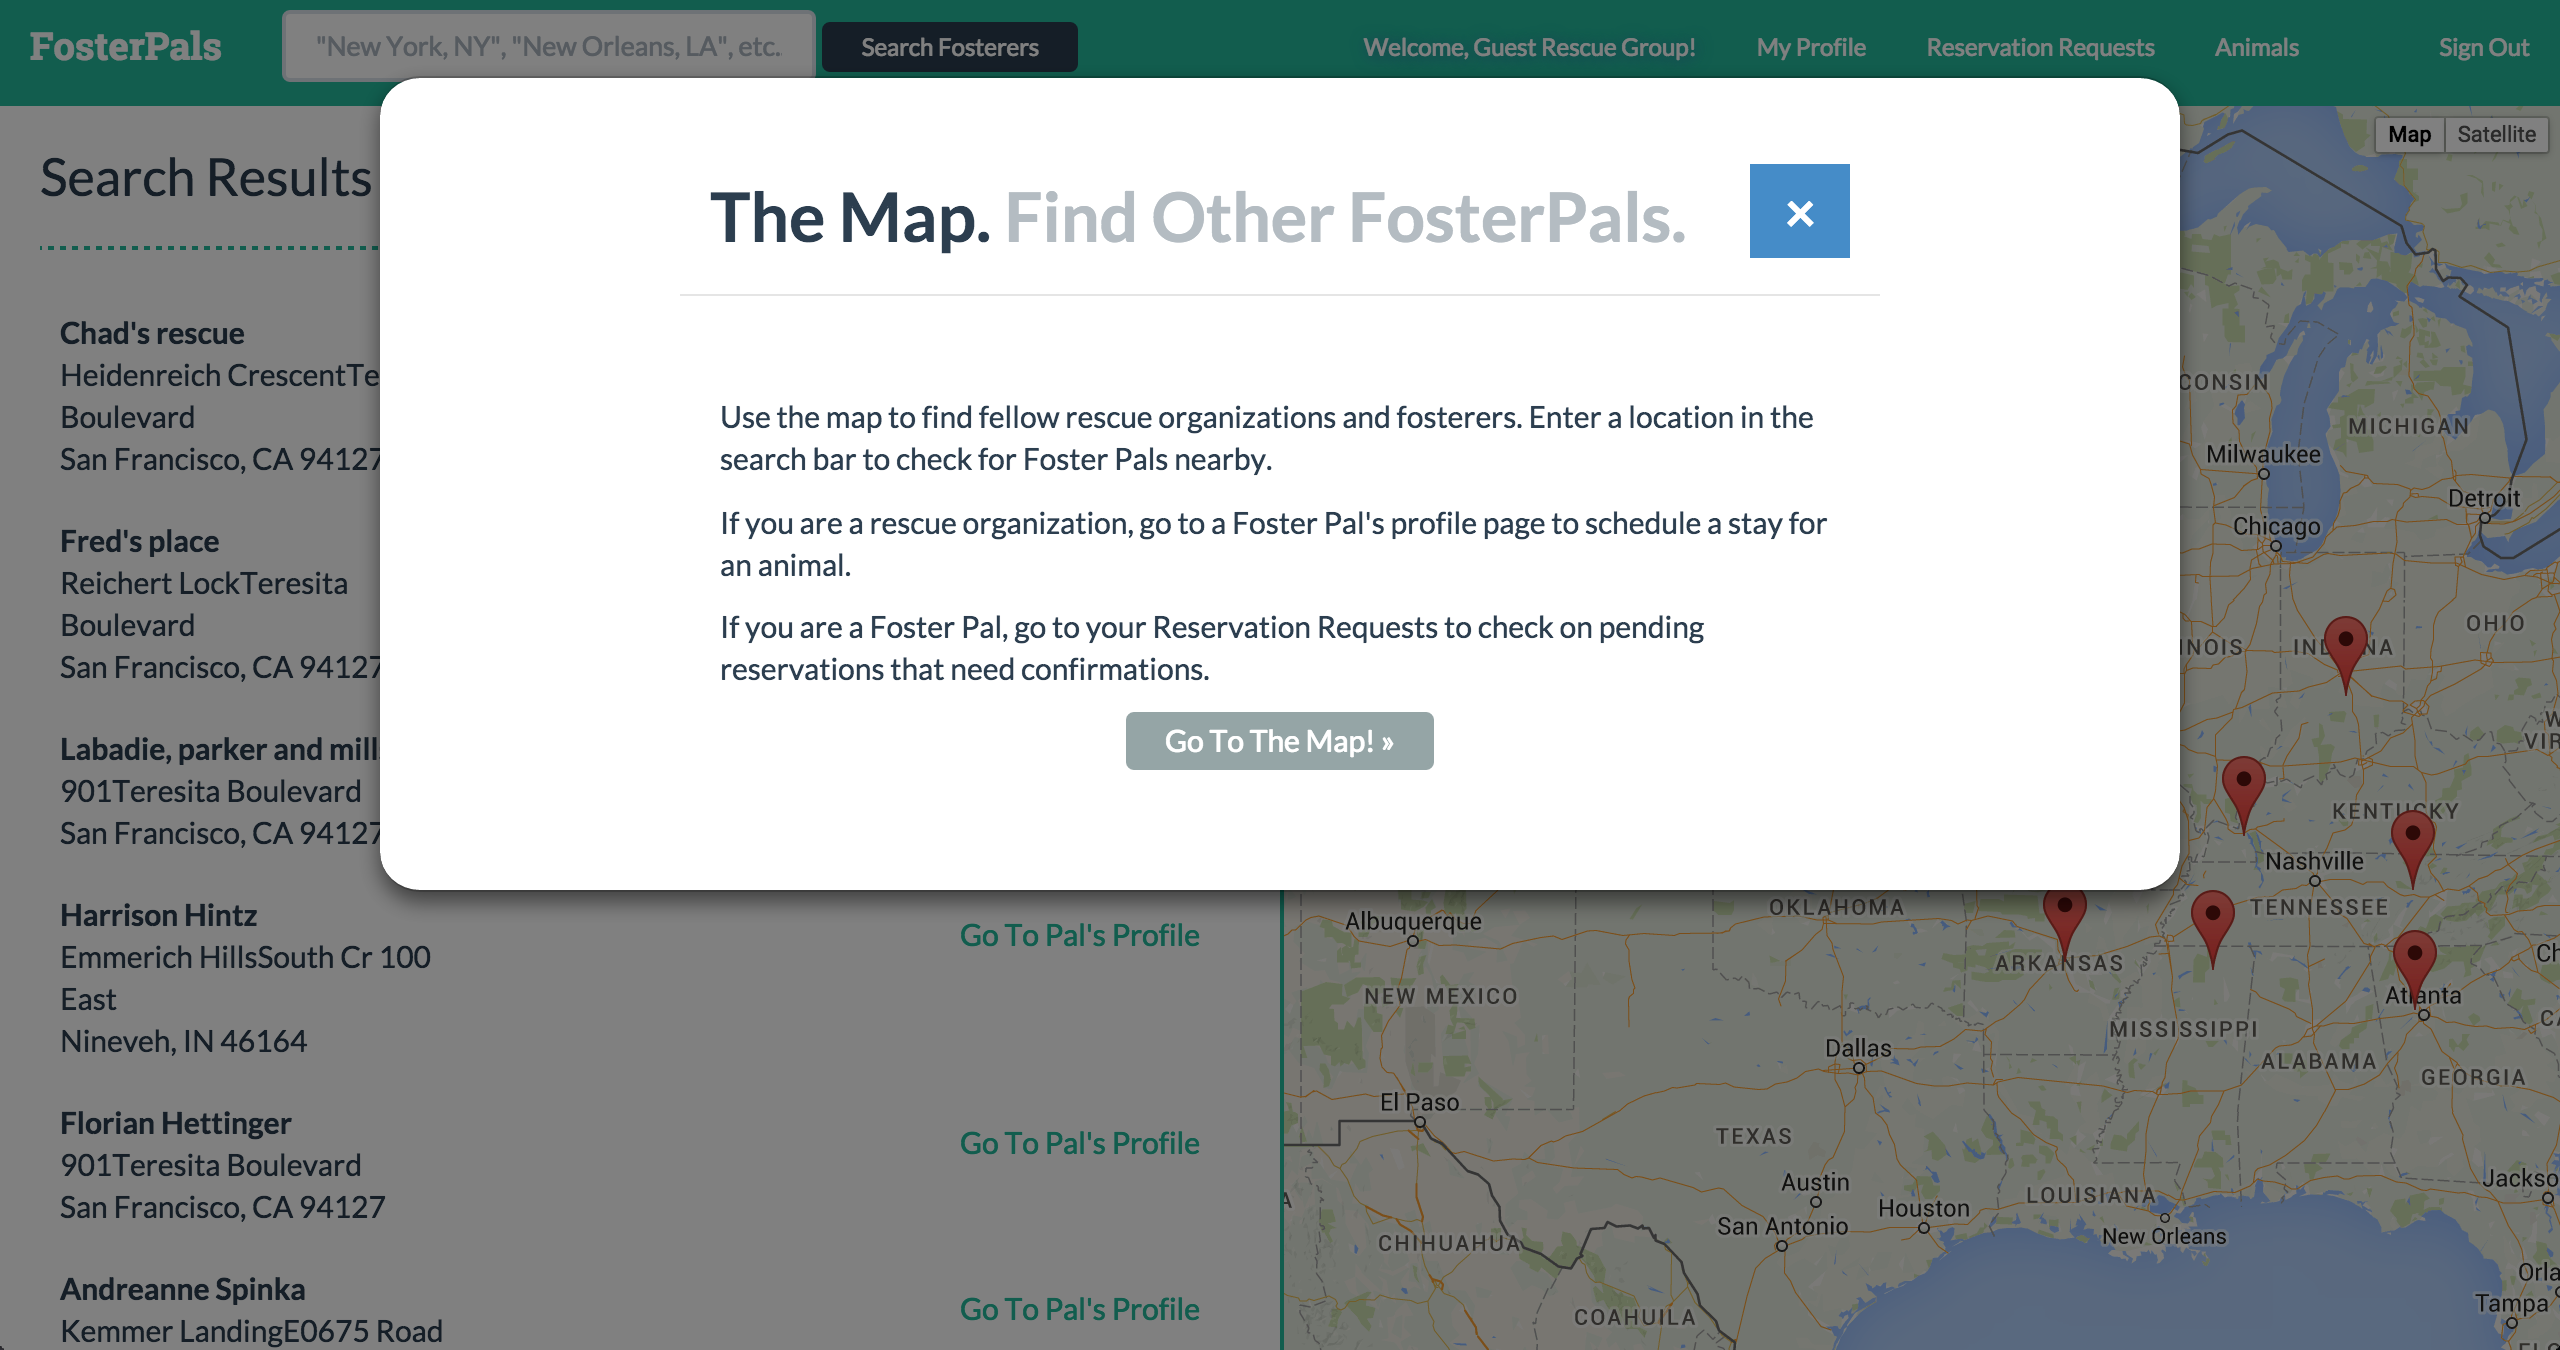 FosterPals
"New York, NY", "New Orleans, LA", etc.
Search Fosterers
Welcome, Guest Rescue Group!
My Profile
Reservation Requests
Animals
Sign Out
Search Results
Chad's rescue
Heidenreich CrescentTe
Boulevard
San Francisco, CA 94127
Fred's place
Reichert LockTeresita
Boulevard
San Francisco, CA 94127
Labadie, parker and mill
901Teresita Boulevard
San Francisco, CA 94127
Harrison Hintz
Emmerich HillsSouth Cr 100
East
Nineveh, IN 46164
Go To Pal's Profile
Florian Hettinger
901Teresita Boulevard
San Francisco, CA 94127
Go To Pal's Profile
Andreanne Spinka
Kemmer LandingE0675 Road
Go To Pal's Profile
The Map. Find Other FosterPals.
×
Use the map to find fellow rescue organizations and fosterers. Enter a location in the
search bar to check for Foster Pals nearby.
If you are a rescue organization, go to a Foster Pal's profile page to schedule a stay for
an animal.
If you are a Foster Pal, go to your Reservation Requests to check on pending
reservations that need confirmations.
Go To The Map! »
Map
Satellite
CONSIN
MICHIGAN
Milwaukee
Detroit
Chicago
OHIO
INOIS
W
VIR
KENTUCKY
Nashville
TENNESSEE
OKLAHOMA
Albuquerque
ARKANSAS
Ch
NEW MEXICO
Atlanta
CA
MISSISSIPPI
Dallas
ALABAMA
GEORGIA
El Paso
TEXAS
Jackso
Austin
LOUISIANA
Houston
San Antonio
New Orleans
CHIHUAHUA
Orla
Tampa
COAHUILA